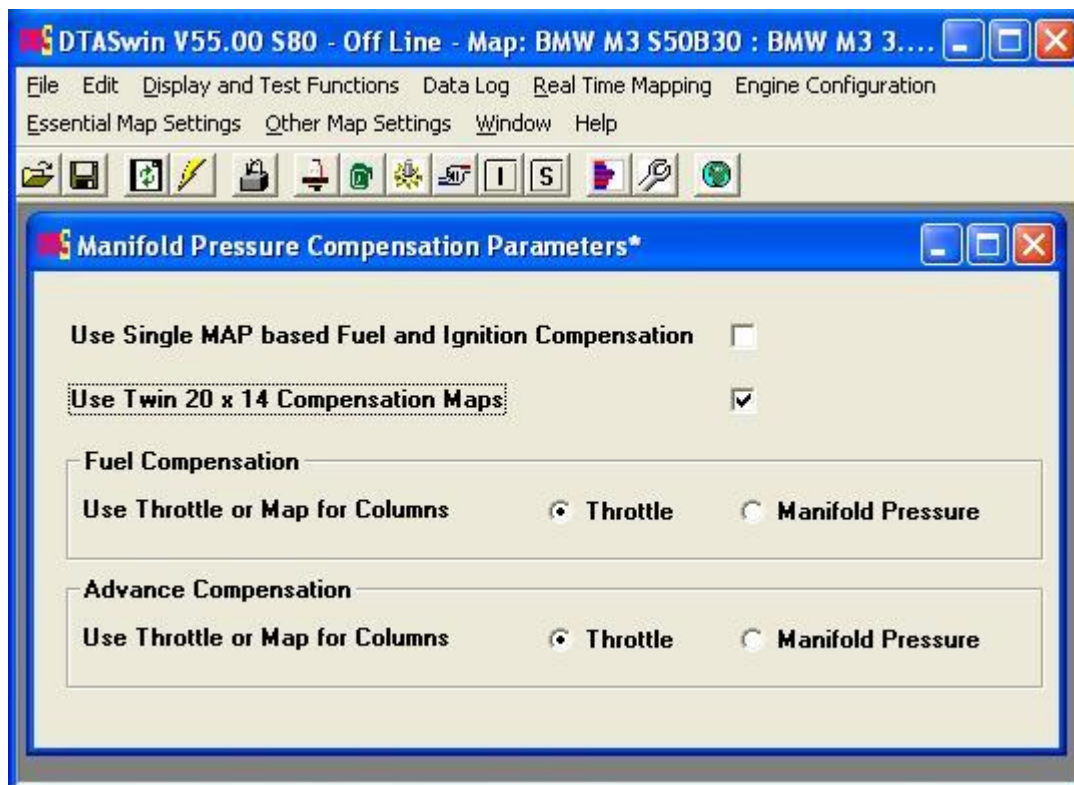 DTASwin V55.00 S80 - Off Line - Map: BMW M3 S50B30 : BMW M3 3....
File Edit Display and Test Functions Data Log Real Time Mapping Engine Configuration
Essential Map Settings Other Map Settings Window Help
I S
Manifold Pressure Compensation Parameters*
Use Single MAP based Fuel and Ignition Compensation
Use Twin 20 x 14 Compensation Maps
Fuel Compensation
Use Throttle or Map for Columns Throttle Manifold Pressure
Advance Compensation
Use Throttle or Map for Columns Throttle Manifold Pressure